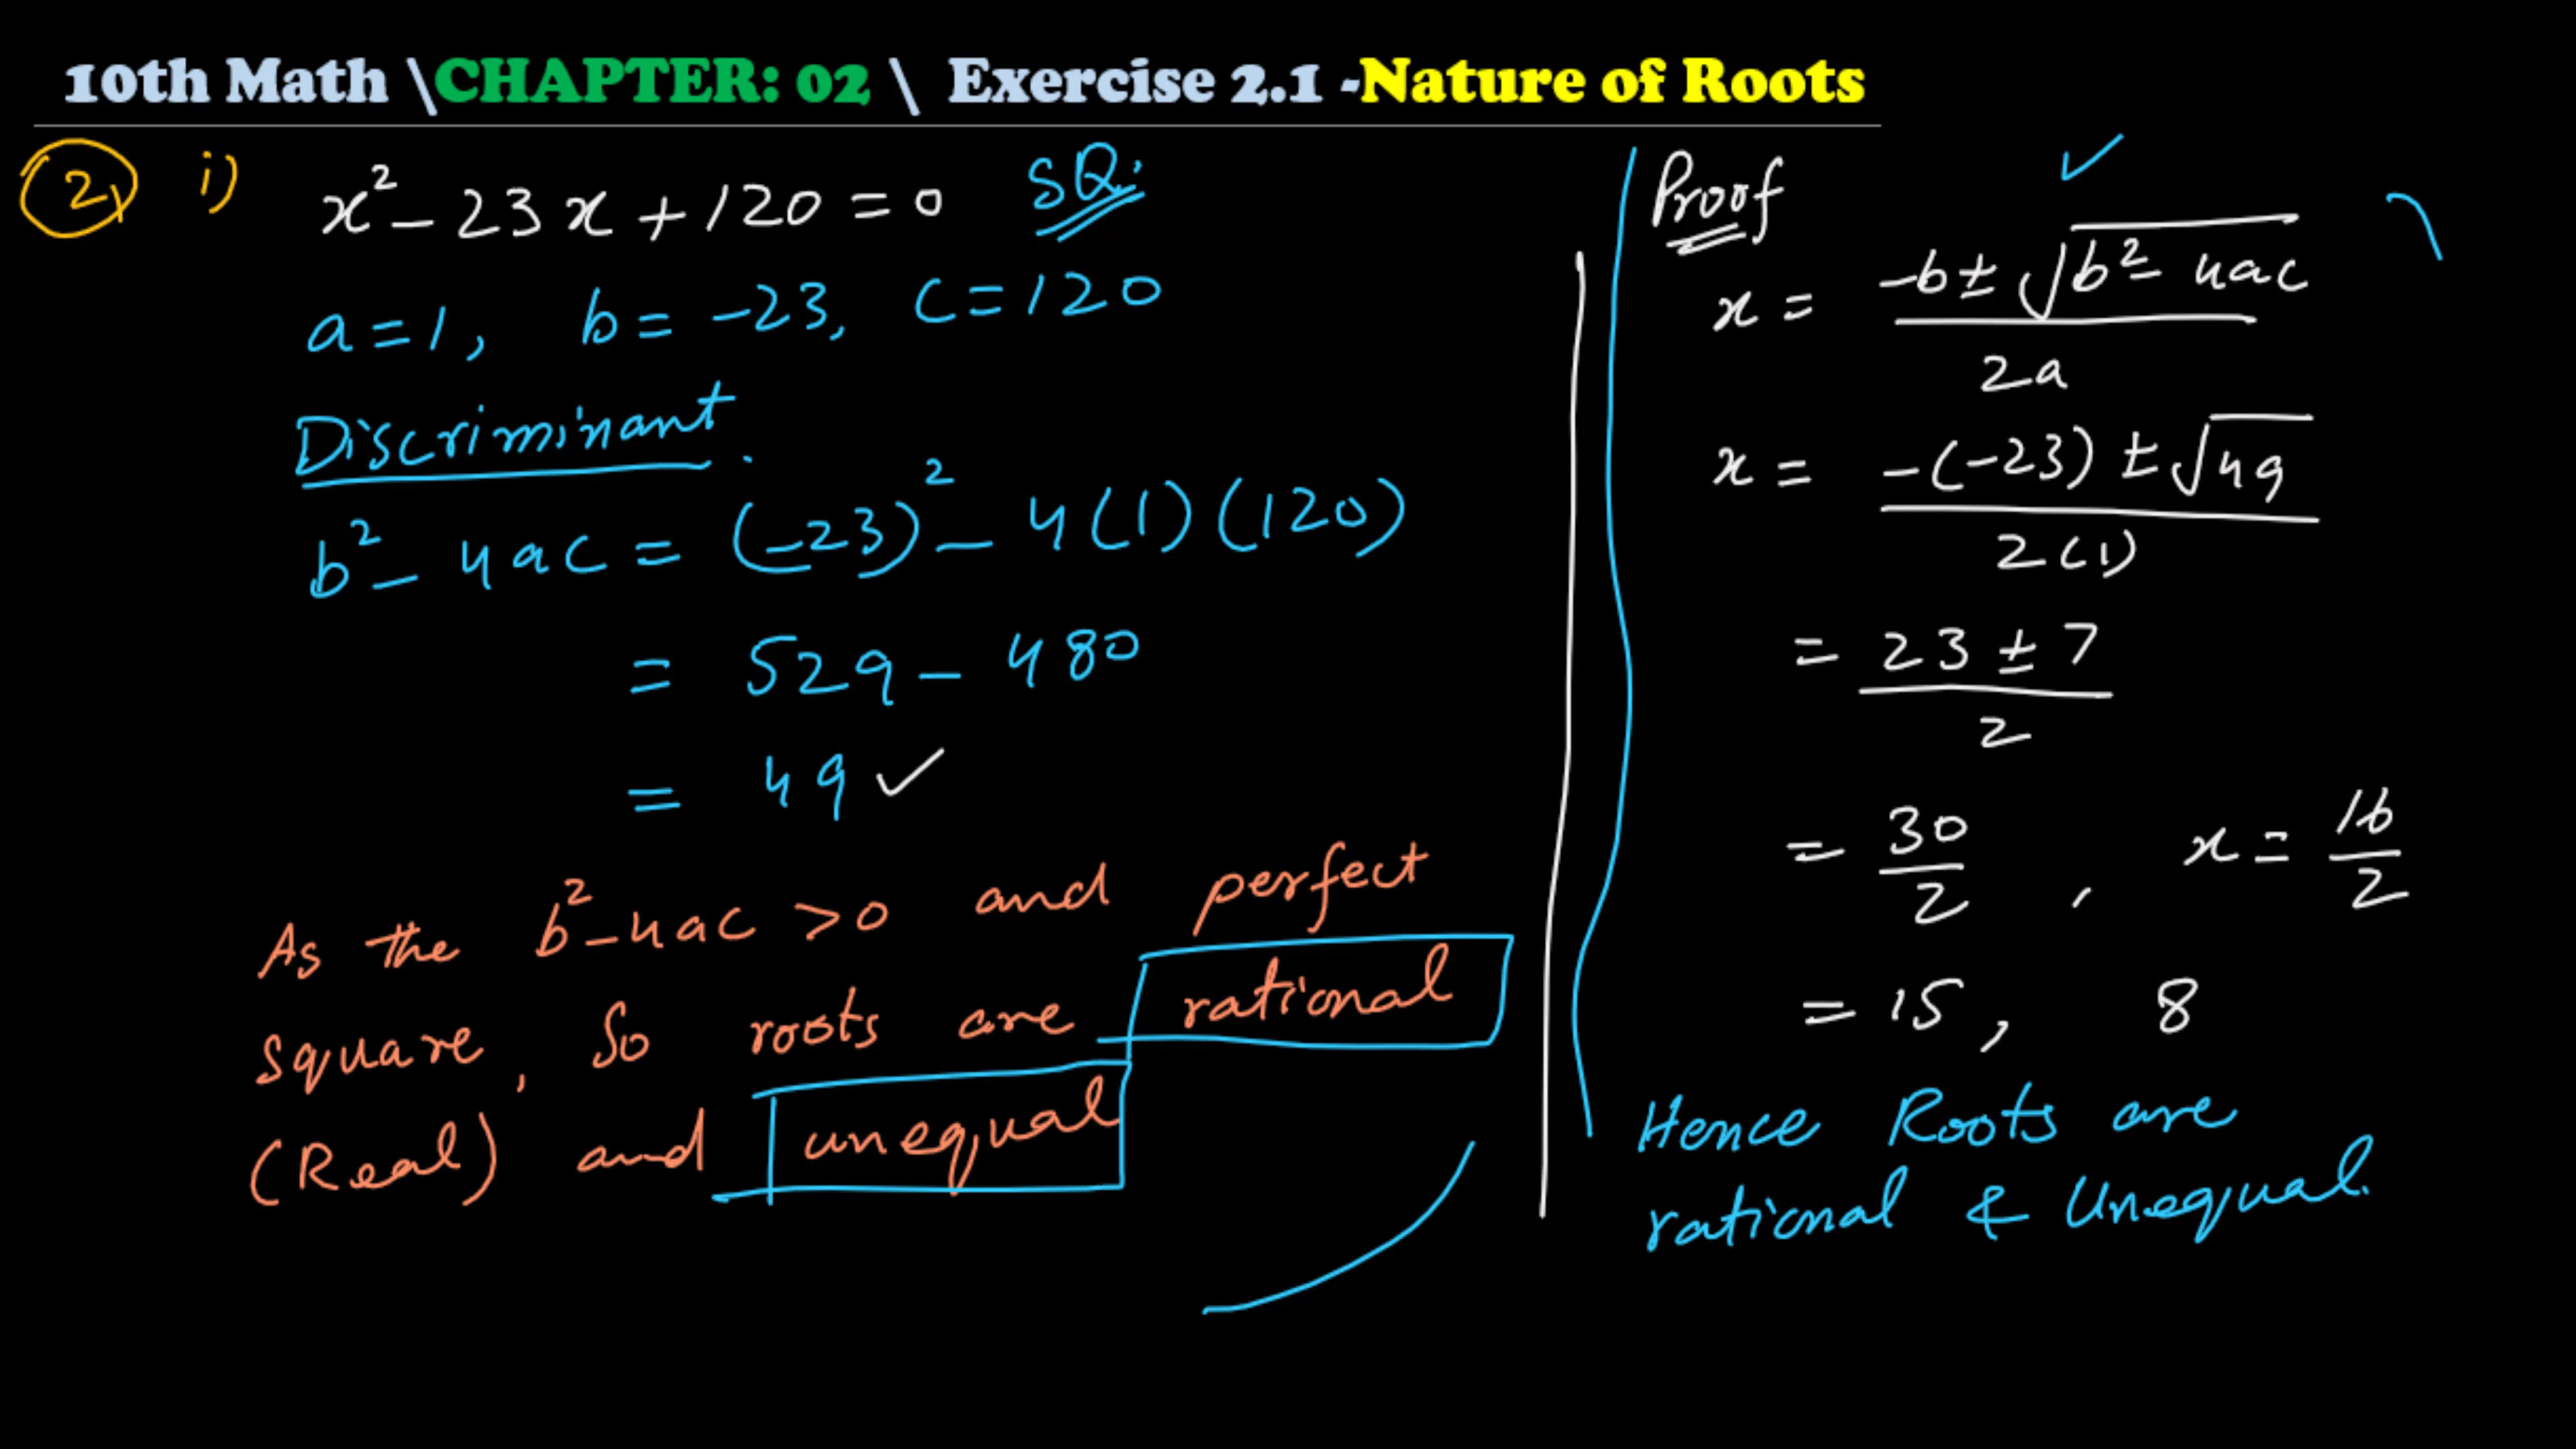 10th Math \CHAPTER: 02 \ Exercise 2.1 -Nature of Roots
2, i) x² - 23x + 120 = 0 SQ:
a = 1, b = -23, c = 120
Discriminant.
b² - 4ac = (-23)² - 4(1)(120)
= 529 - 480
= 49 ✓
As the b² - 4ac > 0 and perfect
square, So roots are rational
(Real) and unequal
Proof ✓
x = (-b ± √(b² - 4ac)) / 2a
x = (-(-23) ± √49) / 2(1)
= (23 ± 7) / 2
= 30/2, x = 16/2
= 15, 8
Hence Roots are
rational & Unequal.